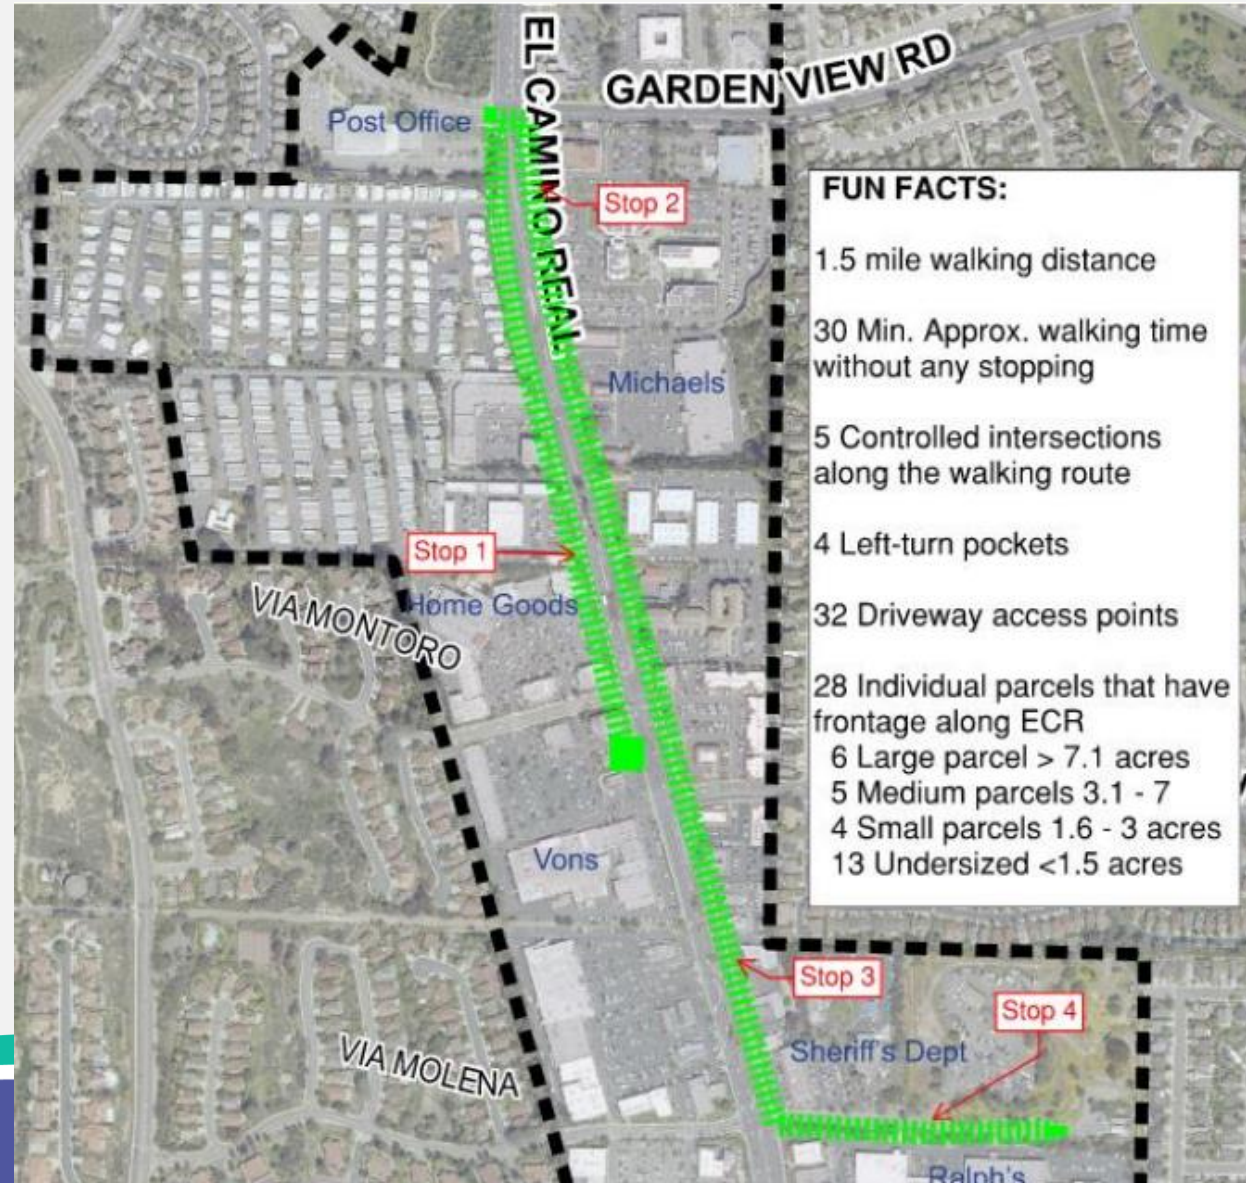 EL CAMINO REAL
GARDEN VIEW RD
Post Office
Stop 2
FUN FACTS:
1.5 mile walking distance
30 Min. Approx. walking time
without any stopping
5 Controlled intersections
along the walking route
4 Left-turn pockets
32 Driveway access points
28 Individual parcels that have
frontage along ECR
6 Large parcel > 7.1 acres
5 Medium parcels 3.1 - 7
4 Small parcels 1.6 - 3 acres
13 Undersized <1.5 acres
Michaels
Stop 1
Home Goods
VIA MONTORO
Vons
Stop 3
Stop 4
Sheriff's Dept
VIA MOLENA
Ralph's